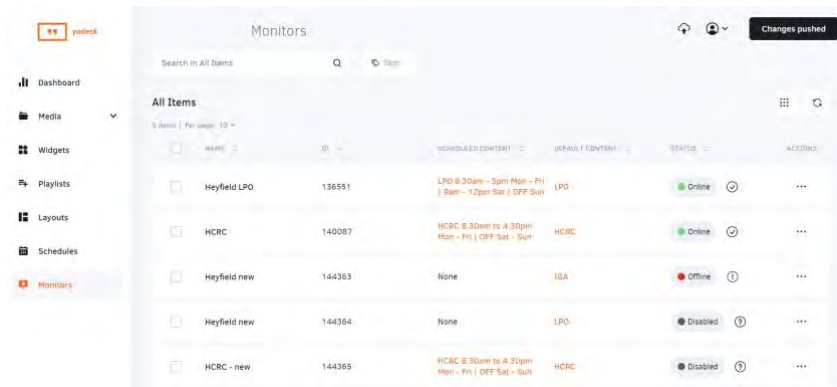 yodeck
Monitors
Changes pushed
Search in All Items
Tags
Dashboard
Media
Widgets
Playlists
Layouts
Schedules
Monitors
All Items
5 items | Per page: 10
NAME ID SCHEDULED CONTENT DEFAULT CONTENT STATUS ACTIONS
Heyfield LPO 136551 LPO 8.30am - 5pm Mon - Fri LPO Online
| 9am - 12pm Sat | OFF Sun
HCRC 140087 HCRC 8.30am to 4.30pm HCRC Online
Mon - Fri | OFF Sat - Sun
Heyfield new 144363 None IGA Offline
Heyfield new 144364 None LPO Disabled
HCRC - new 144365 HCRC 8.30am to 4.30pm HCRC Disabled
Mon - Fri | OFF Sat - Sun